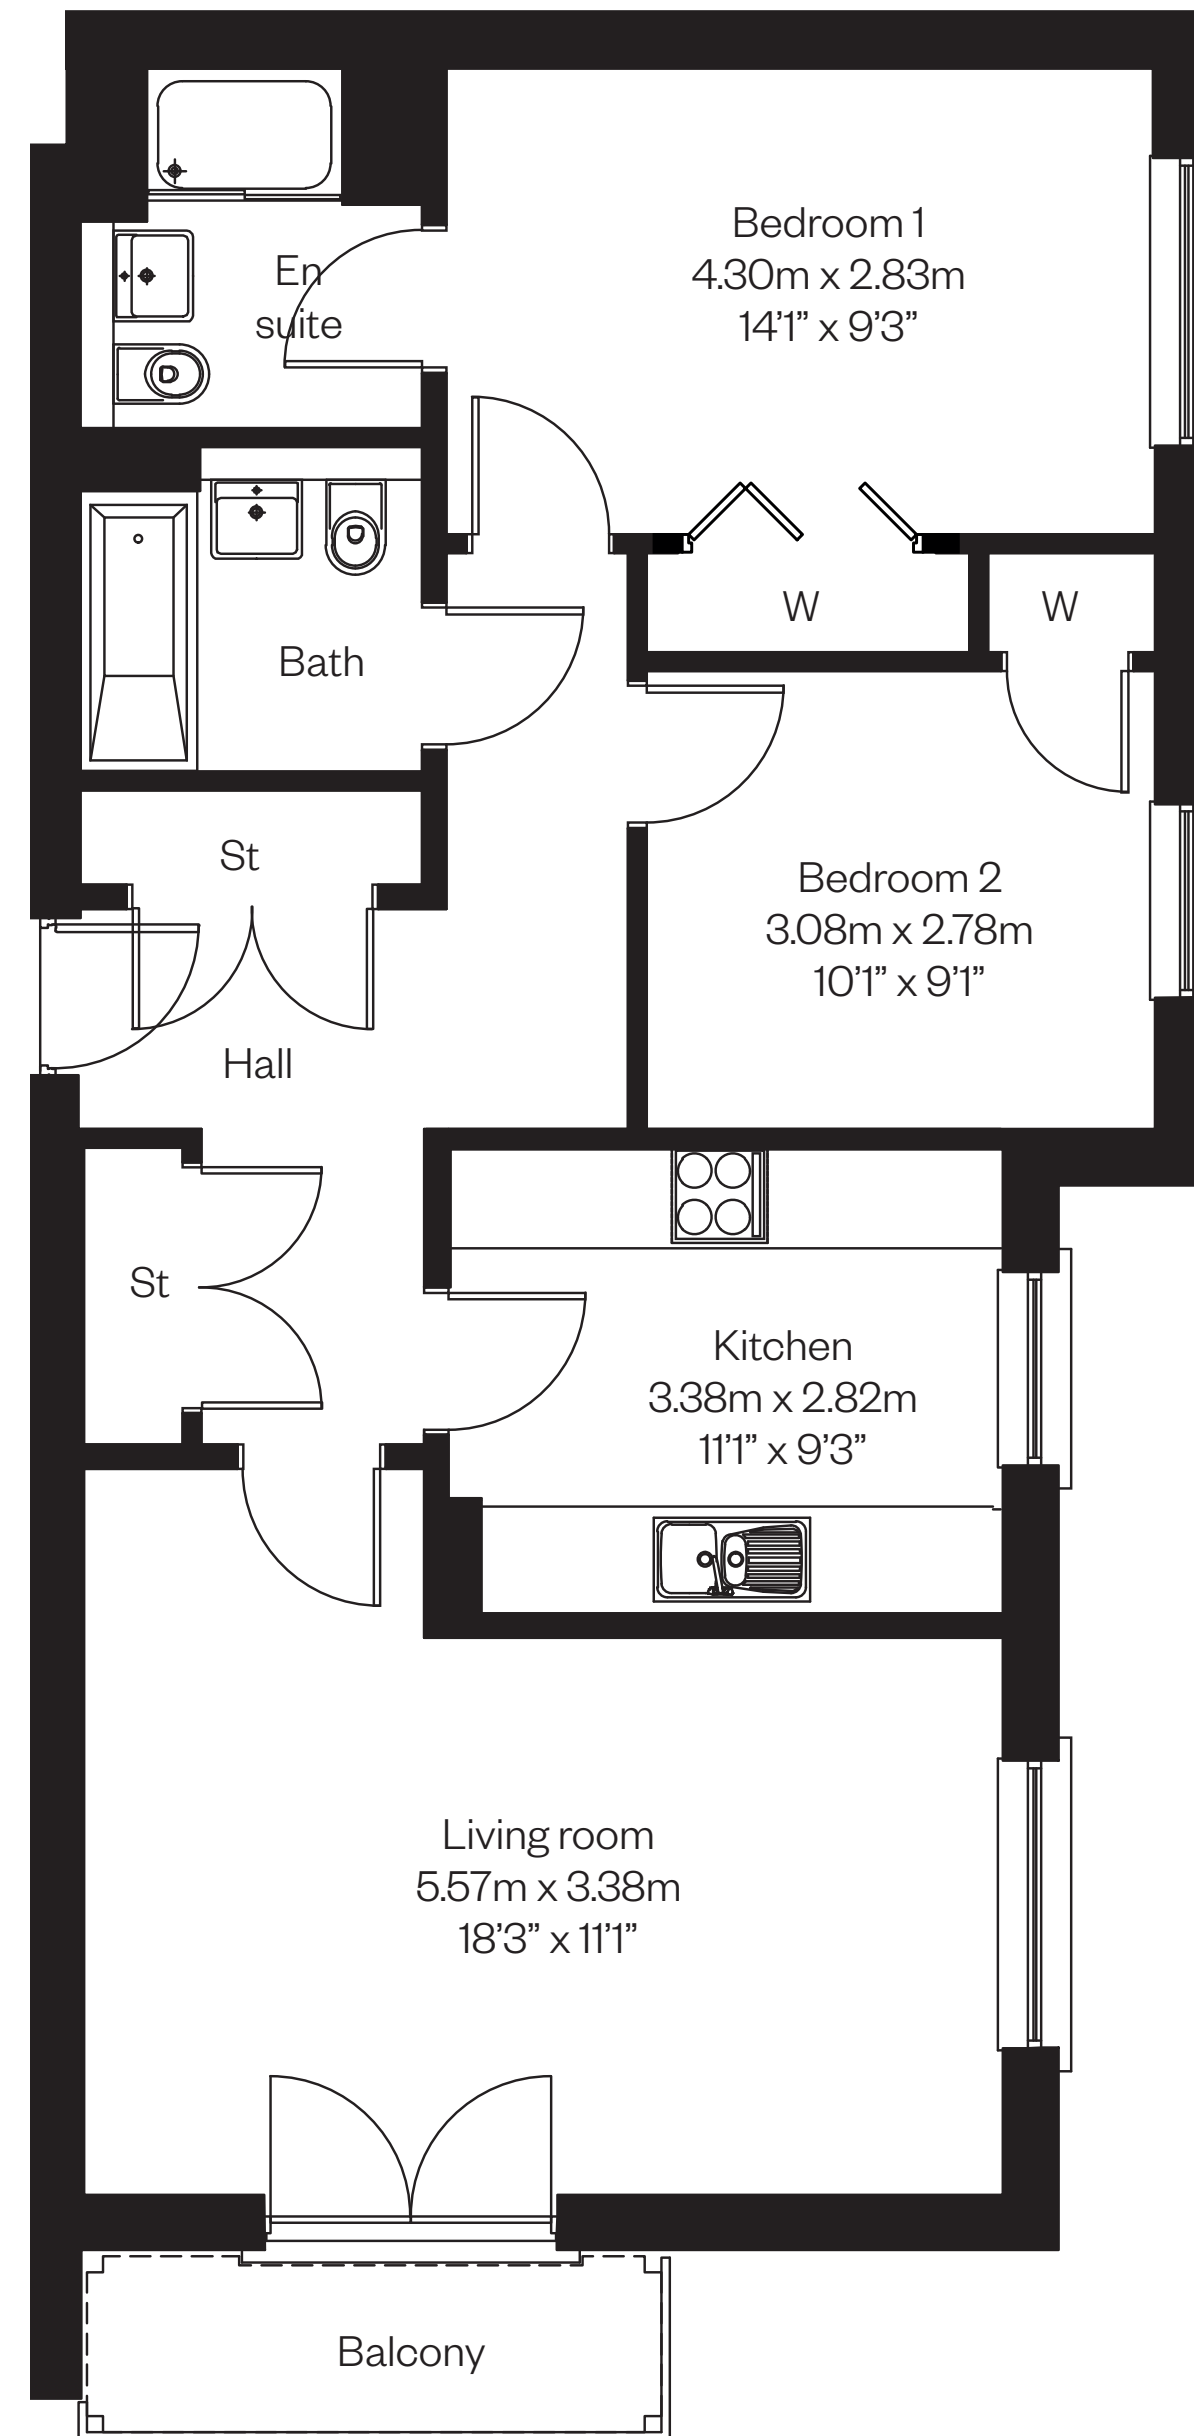 Bedroom 1
4.30m x 2.83m
14'1” x 9'3”
En
suite
W
W
Bath
St
Bedroom 2
3.08m x 2.78m
10'1” x 9'1”
Hall
St
Kitchen
3.38m x 2.82m
11'1” x 9'3”
Living room
5.57m x 3.38m
18'3” x 11'1”
Balcony